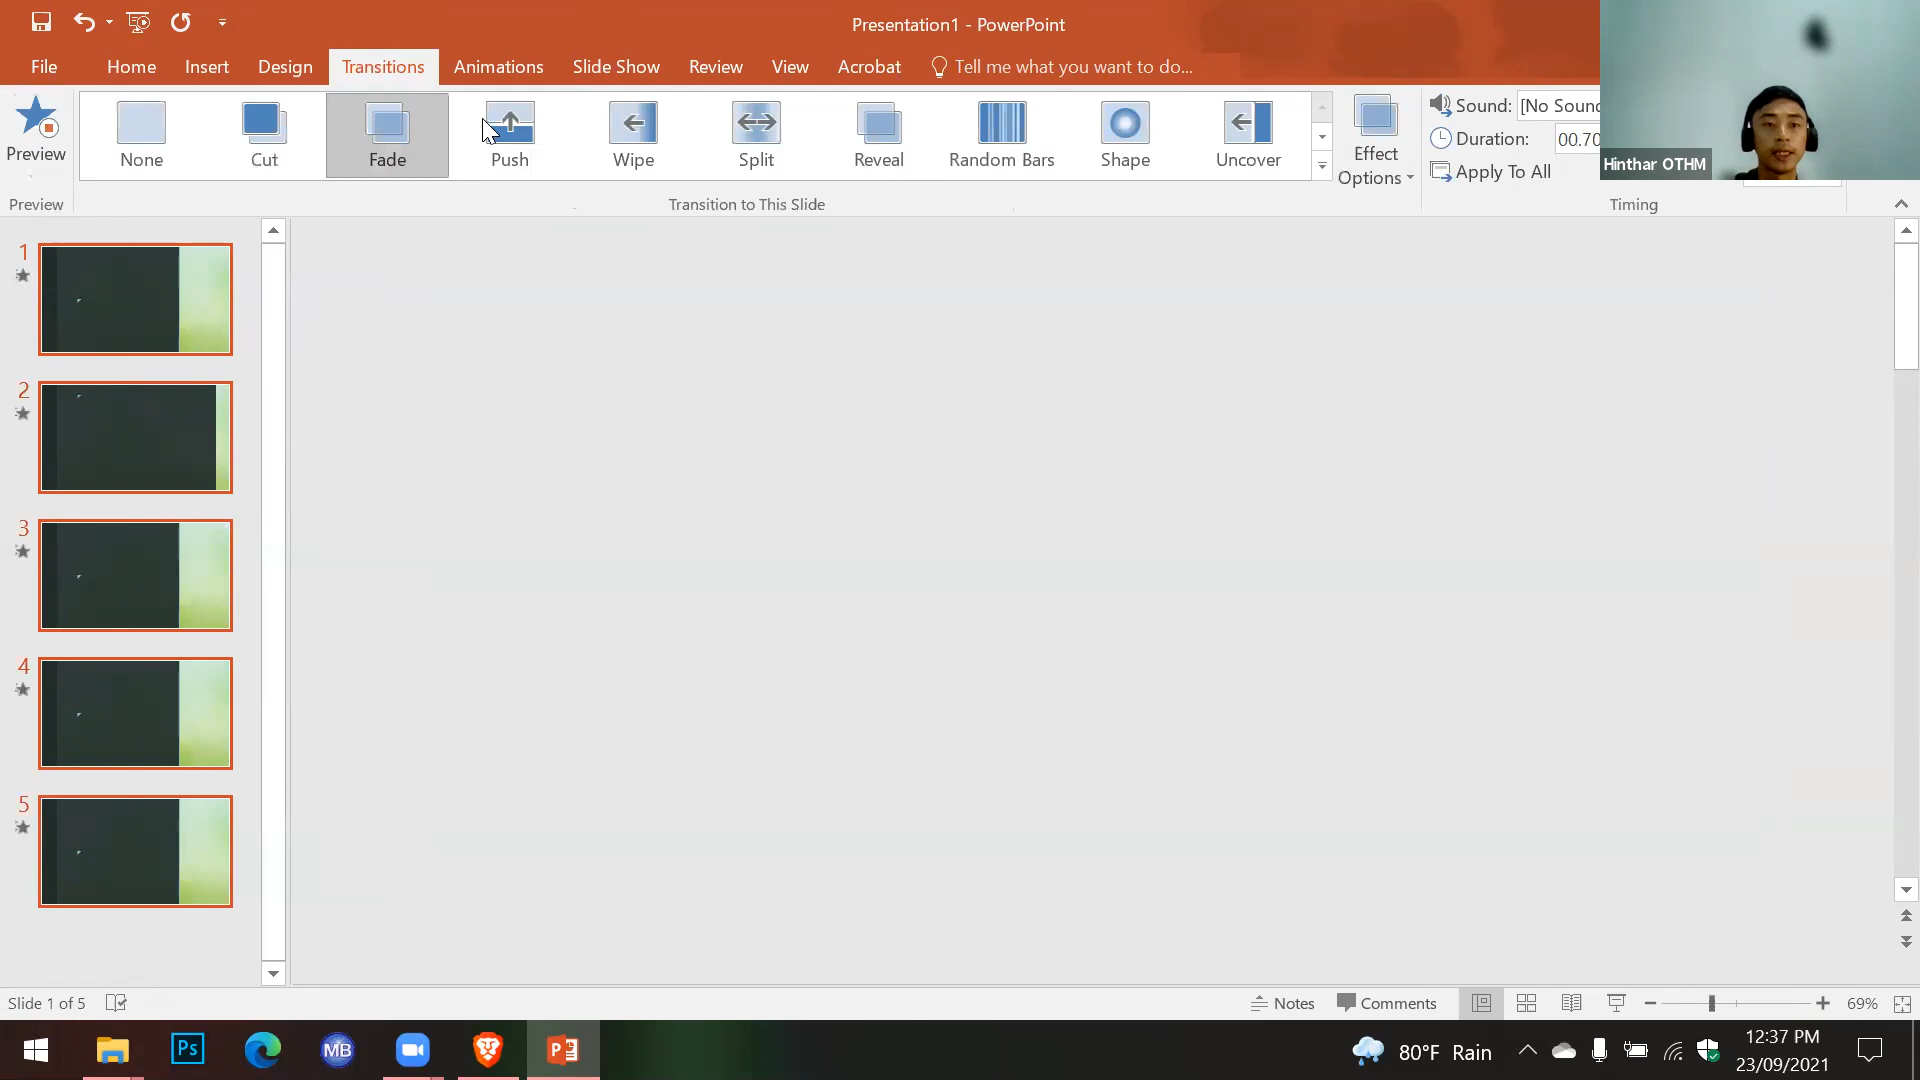 Presentation1 - PowerPoint
File Home Insert Design Transitions Animations Slide Show Review View Acrobat Tell me what you want to do...
Preview
None Cut Fade Push Wipe Split Reveal Random Bars Shape Uncover
Effect Options
Sound: [No Soun
Duration: 00.70
Apply To All
Hinthar OTHM
Preview
Transition to This Slide
Timing
1
2
3
4
5
Slide 1 of 5
Notes
Comments
69%
Ps
MB
80°F Rain
12:37 PM
23/09/2021